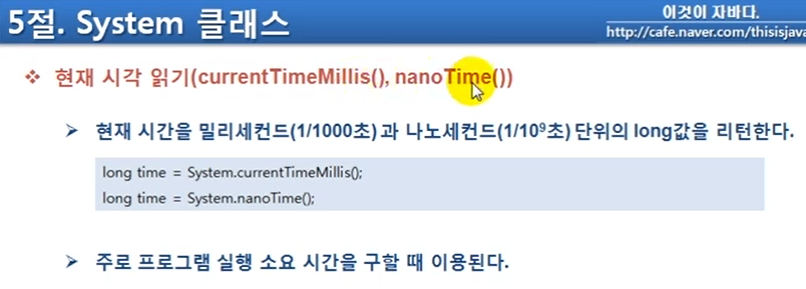 5절. System 클래스
이것이 자바다.
http://cafe.naver.com/thisisjava
❖ 현재 시각 읽기(currentTimeMillis(), nanoTime())
➢ 현재 시간을 밀리세컨드(1/1000초)과 나노세컨드(1/10⁹초) 단위의 long값을 리턴한다.
long time = System.currentTimeMillis();
long time = System.nanoTime();
➢ 주로 프로그램 실행 소요 시간을 구할 때 이용된다.